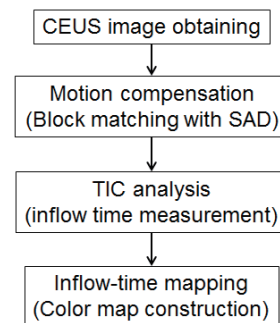 CEUS image obtaining
Motion compensation
(Block matching with SAD)
TIC analysis
(inflow time measurement)
Inflow-time mapping
(Color map construction)